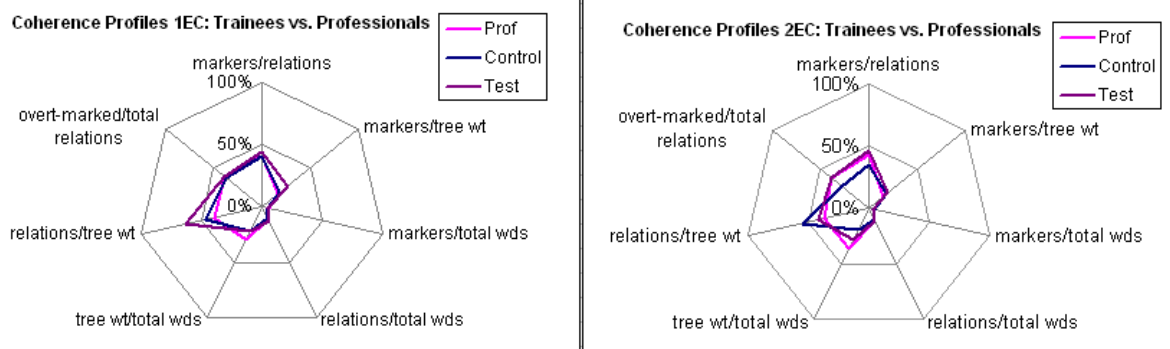 Coherence Profiles 1EC: Trainees vs. Professionals
Prof
Control
Test
markers/relations
100%
overt-marked/total
relations
markers/tree wt
50%
0%
relations/tree wt
markers/total wds
tree wt/total wds
relations/total wds
Coherence Profiles 2EC: Trainees vs. Professionals
Prof
Control
Test
markers/relations
100%
overt-marked/total
relations
markers/tree wt
50%
0%
relations/tree wt
markers/total wds
tree wt/total wds
relations/total wds